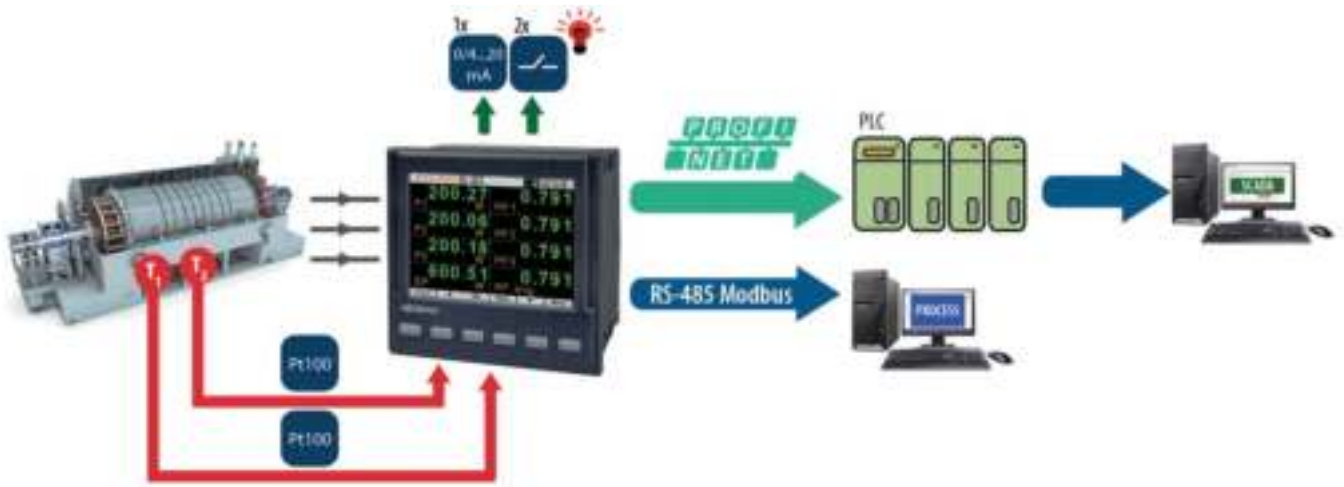 1x
2x
0/4...20
mA
PROFI
NET
PLC
200.27
0.791
200.06
0.791
200.18
0.791
600.51
0.791
SCADA
RS-485 Modbus
PROCESS
Pt100
Pt100